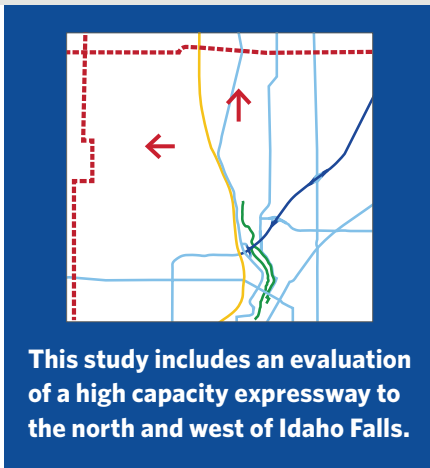 This study includes an evaluation
of a high capacity expressway to
the north and west of Idaho Falls.